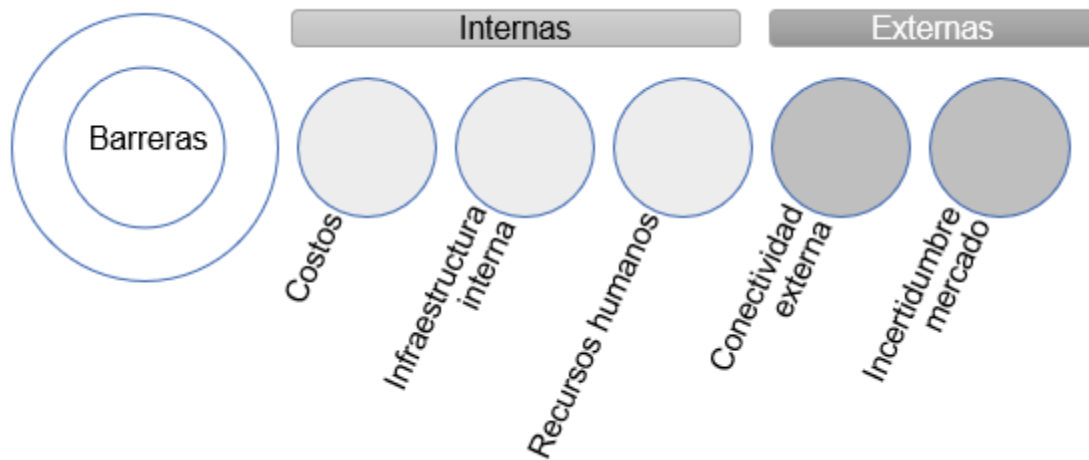 Internas
Externas
Barreras
Costos
Infraestructura
interna
Recursos humanos
Conectividad
externa
Incertidumbre
mercado